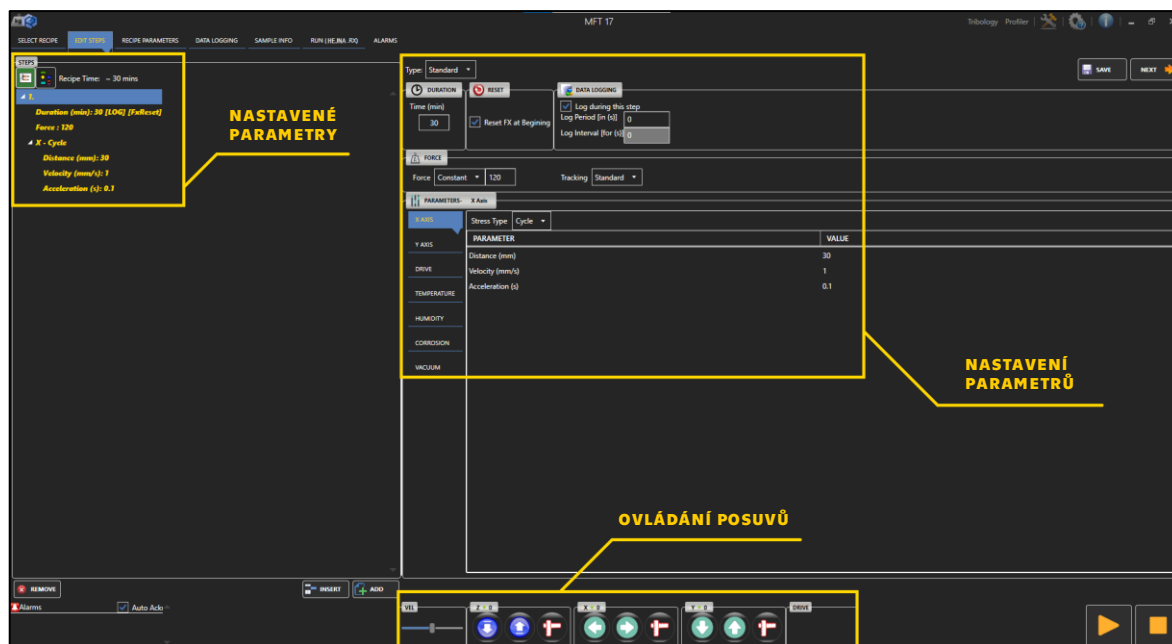 MFT 17
Tribology Profiler
SELECT RECIPE EDIT STEPS RECIPE PARAMETERS DATA LOGGING SAMPLE INFO RUN (HE,INA .RX) ALARMS
STEPS
Recipe Time: ~ 30 mins
1.
Duration (min): 30 [LOG] [FxReset]
Force : 120
X - Cycle
Distance (mm): 30
Velocity (mm/s): 1
Acceleration (s): 0.1
NASTAVENÉ
PARAMETRY
Type: Standard
SAVE NEXT
DURATION RESET DATA LOGGING
Time (min)
30
Reset FX at Begining
Log during this step
Log Period [in (s)] 0
Log Interval [for (s)] 0
FORCE
Force Constant 120 Tracking Standard
PARAMETERS- X Axis
X AXIS
Y AXIS
DRIVE
TEMPERATURE
HUMIDITY
CORROSION
VACUUM
Stress Type Cycle
PARAMETER VALUE
Distance (mm) 30
Velocity (mm/s) 1
Acceleration (s) 0.1
NASTAVENÍ
PARAMETRŮ
OVLÁDÁNÍ POSUVŮ
REMOVE INSERT ADD
Alarms Auto Ackn
VEL Z = 0 X = 0 Y = 0 DRIVE